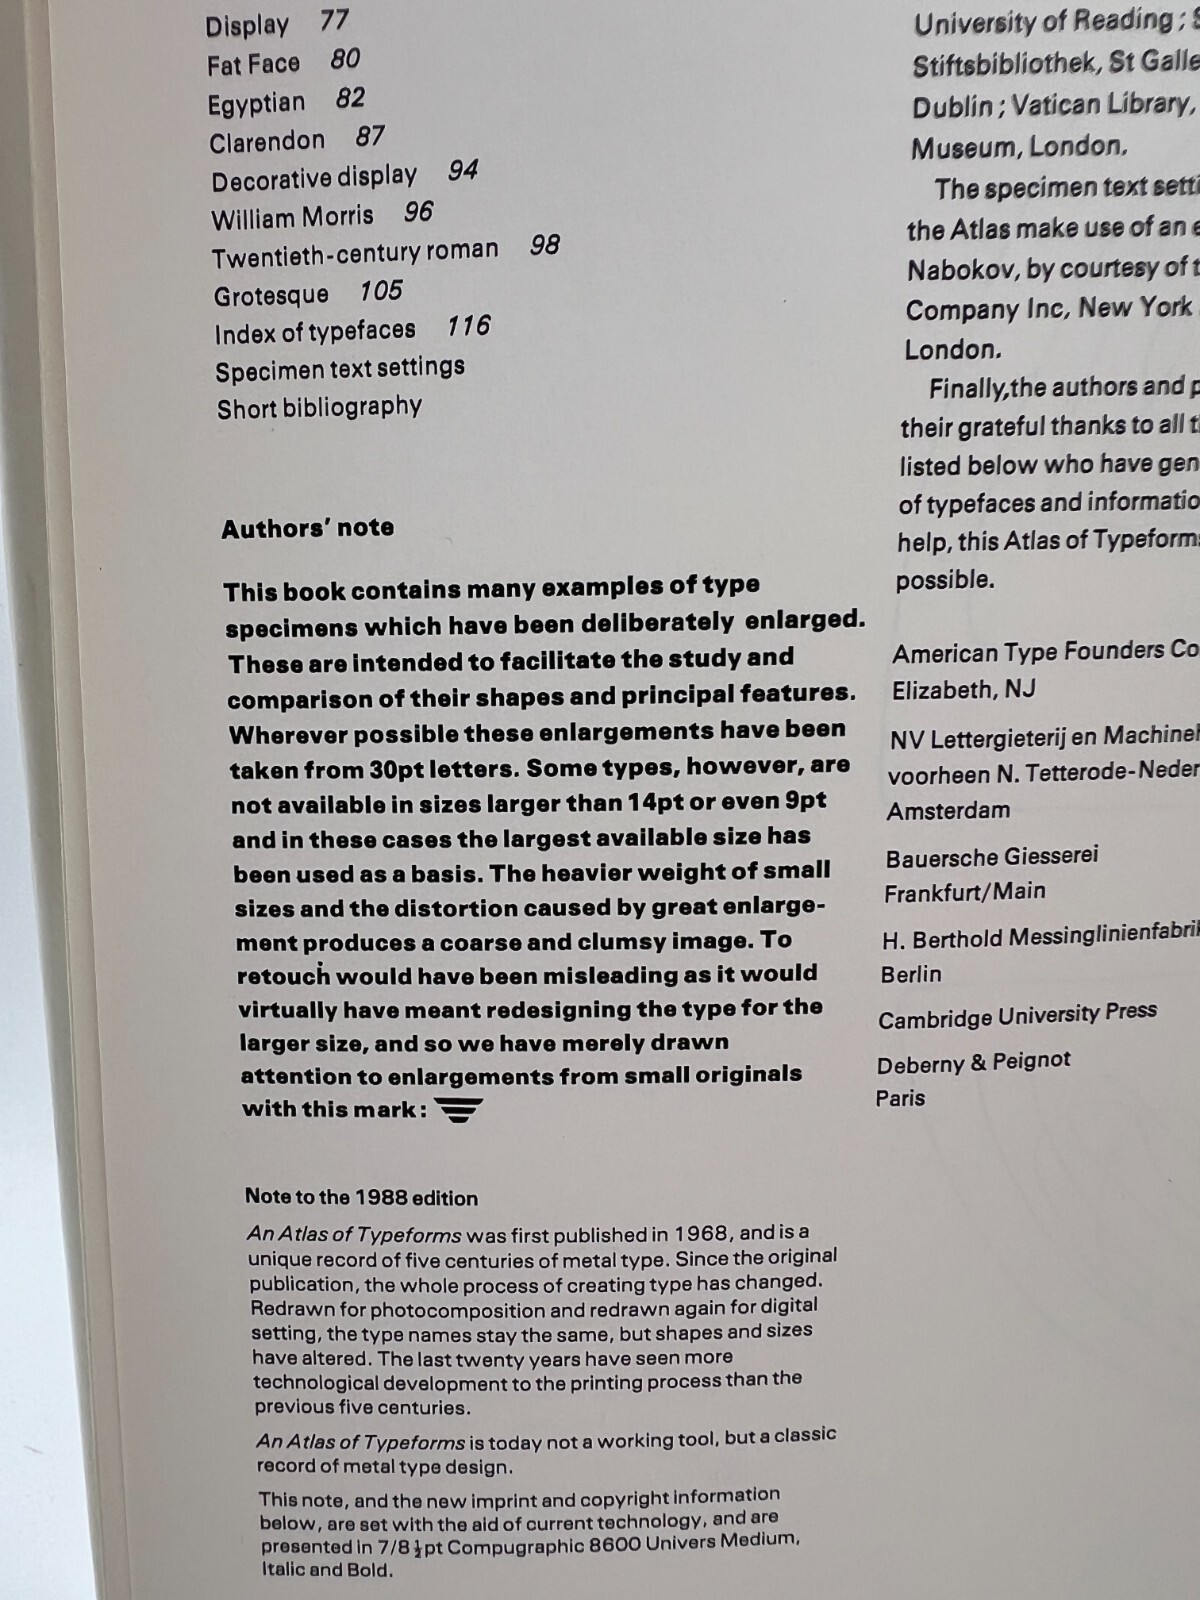 Display 77
Fat Face 80
Egyptian 82
Clarendon 87
Decorative display 94
William Morris 96
Twentieth-century roman 98
Grotesque 105
Index of typefaces 116
Specimen text settings
Short bibliography
Authors' note
This book contains many examples of type
specimens which have been deliberately enlarged.
These are intended to facilitate the study and
comparison of their shapes and principal features.
Wherever possible these enlargements have been
taken from 30pt letters. Some types, however, are
not available in sizes larger than 14pt or even 9pt
and in these cases the largest available size has
been used as a basis. The heavier weight of small
sizes and the distortion caused by great enlarge-
ment produces a coarse and clumsy image. To
retouch would have been misleading as it would
virtually have meant redesigning the type for the
larger size, and so we have merely drawn
attention to enlargements from small originals
with this mark:
Note to the 1988 edition
An Atlas of Typeforms was first published in 1968, and is a
unique record of five centuries of metal type. Since the original
publication, the whole process of creating type has changed.
Redrawn for photocomposition and redrawn again for digital
setting, the type names stay the same, but shapes and sizes
have altered. The last twenty years have seen more
technological development to the printing process than the
previous five centuries.
An Atlas of Typeforms is today not a working tool, but a classic
record of metal type design.
This note, and the new imprint and copyright information
below, are set with the aid of current technology, and are
presented in 7/8½pt Compugraphic 8600 Univers Medium,
Italic and Bold.
University of Reading;
Stiftsbibliothek, St
Dublin; Vatican Library,
Museum, London.
The specimen text
the Atlas make use of an
Nabokov, by courtesy of
Company Inc, New York
London.
Finally, the authors and
their grateful thanks to all
listed below who have
of typefaces and
help, this Atlas of
possible.
American Type Founders
Elizabeth, NJ
NV Lettergieterij en
voorheen N.
Amsterdam
Bauersche Giesserei
Frankfurt/Main
H. Berthold
Berlin
Cambridge University Press
Deberny & Peignot
Paris